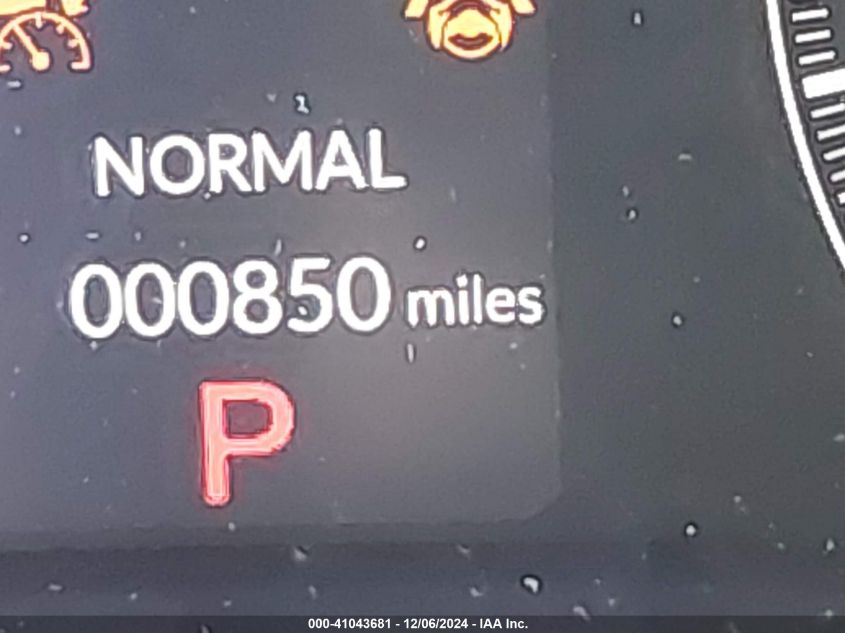 NORMAL
000850 miles
P
000-41043681 - 12/06/2024 - IAA Inc.